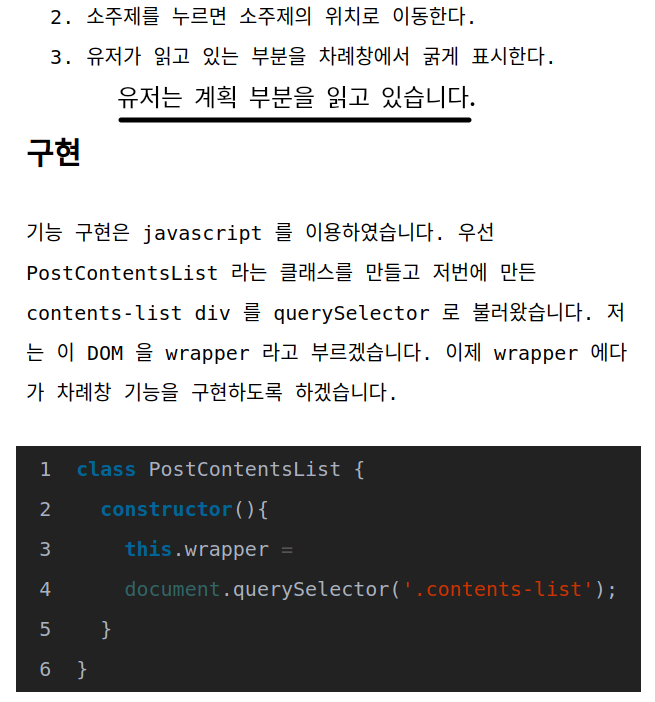 2. 소주제를 누르면 소주제의 위치로 이동한다.
3. 유저가 읽고 있는 부분을 차례창에서 굵게 표시한다.
유저는 계획 부분을 읽고 있습니다.
구현
기능 구현은 javascript 를 이용하였습니다. 우선
PostContentsList 라는 클래스를 만들고 저번에 만든
contents-list div 를 querySelector 로 불러왔습니다. 저
는 이 DOM 을 wrapper 라고 부르겠습니다. 이제 wrapper 에다
가 차례창 기능을 구현하도록 하겠습니다.
1 class PostContentsList {
2 constructor(){
3 this.wrapper =
4 document.querySelector('.contents-list');
5 }
6 }